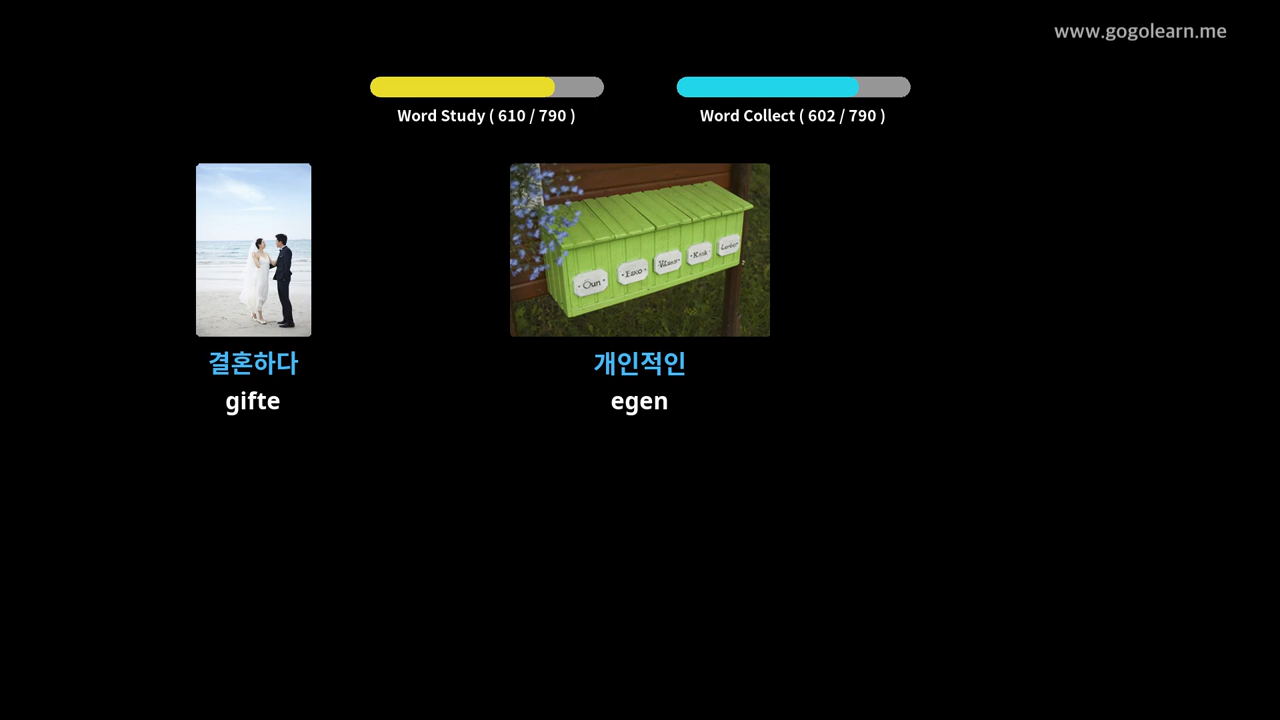 www.gogolearn.me
Word Study ( 610 / 790 )
Word Collect ( 602 / 790 )
결혼하다
gifte
개인적인
egen